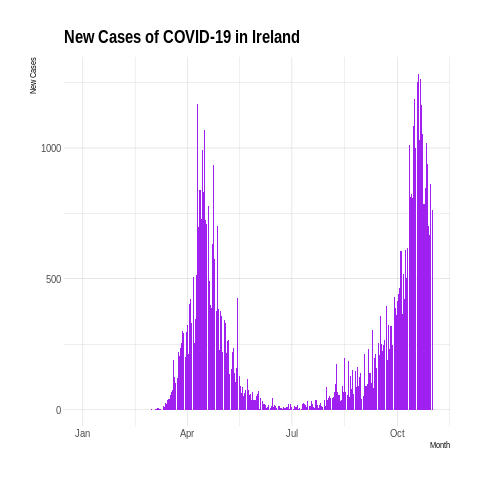 New Cases of COVID-19 in Ireland
New Cases
1000
500
0
Jan Apr Jul Oct
Month